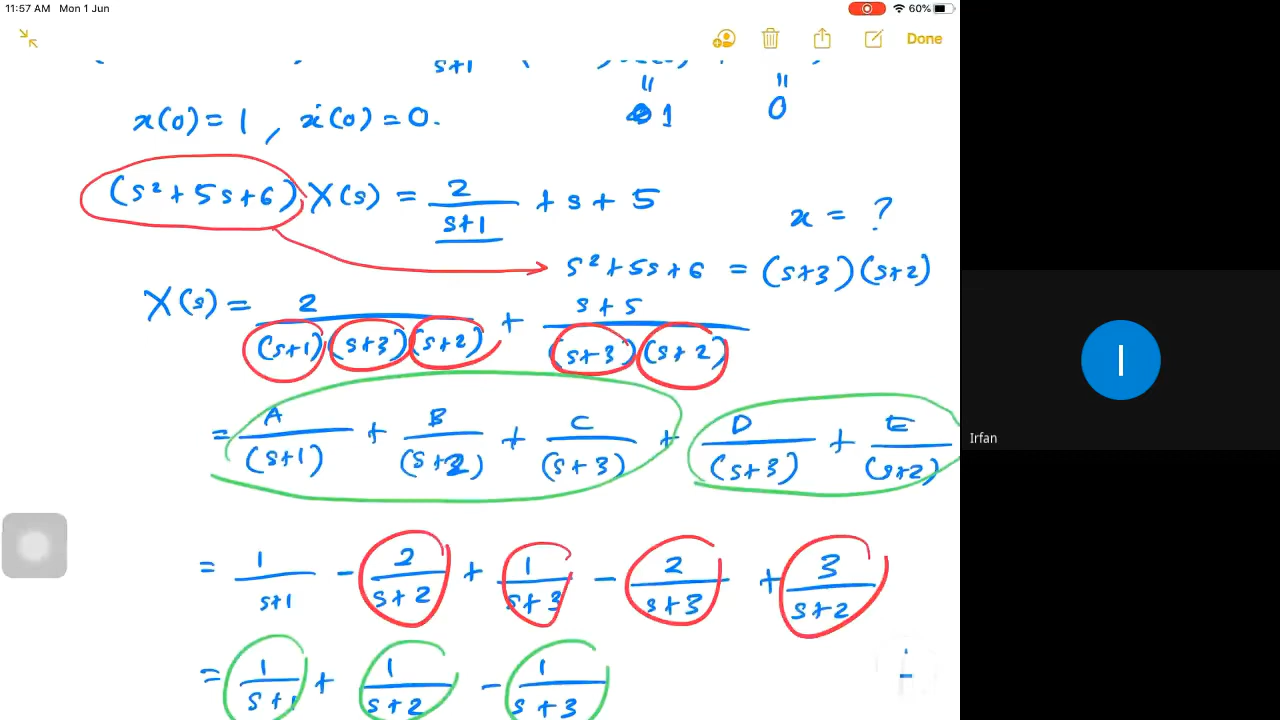 11:57 AM Mon 1 Jun 60%
Done
s+1
x(0) = 1 , ẋ(0) = 0.
1 0
(s² + 5s + 6) X(s) = 2/(s+1) + s + 5
x = ?
s² + 5s + 6 = (s+3)(s+2)
X(s) = 2/((s+1)(s+3)(s+2)) + (s+5)/((s+3)(s+2))
= A/(s+1) + B/(s+2) + C/(s+3) + D/(s+3) + E/(s+2)
= 1/(s+1) - 2/(s+2) + 1/(s+3) - 2/(s+3) + 3/(s+2)
= 1/(s+1) + 1/(s+2) - 1/(s+3)
I
Irfan